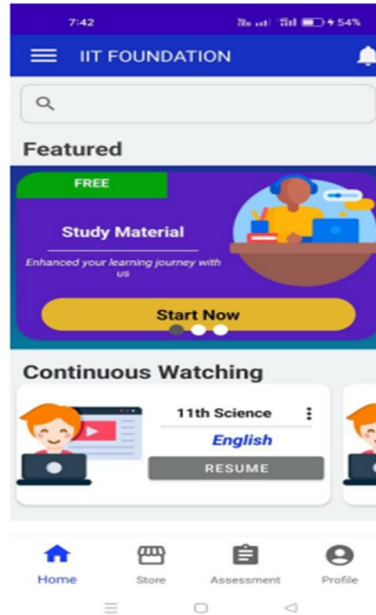 7:42
54%
IIT FOUNDATION
Featured
FREE
Study Material
Enhanced your learning journey with
us
Start Now
Continuous Watching
11th Science
English
RESUME
Home Store Assessment Profile